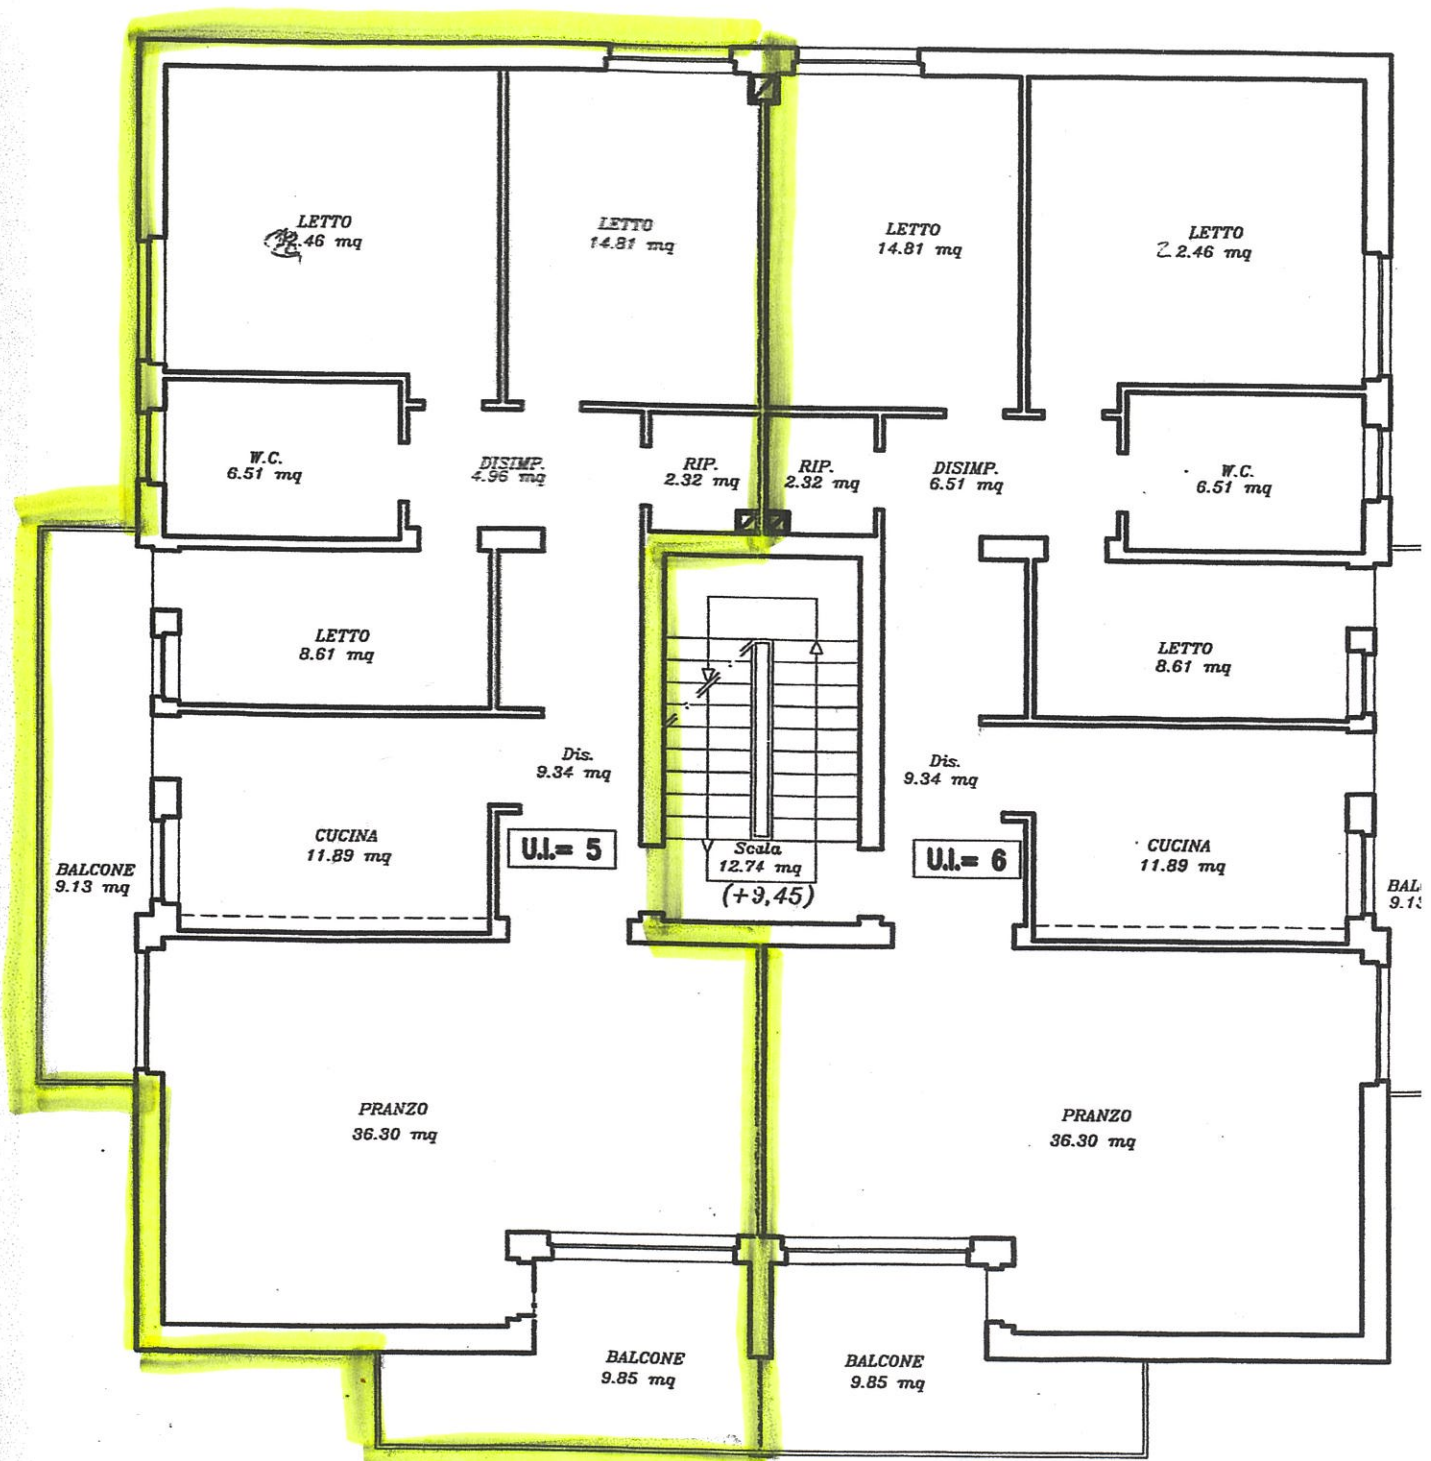 LETTO
.46 mq
LETTO
14.81 mq
LETTO
14.81 mq
LETTO
22.46 mq
W.C.
6.51 mq
DISIMP.
4.96 mq
RIP.
2.32 mq
RIP.
2.32 mq
DISIMP.
6.51 mq
W.C.
6.51 mq
LETTO
8.61 mq
LETTO
8.61 mq
Dis.
9.34 mq
Dis.
9.34 mq
CUCINA
11.89 mq
U.I.= 5
Scala
12.74 mq
(+9,45)
U.I.= 6
CUCINA
11.89 mq
BALCONE
9.13 mq
BAL
9.13
PRANZO
36.30 mq
PRANZO
36.30 mq
BALCONE
9.85 mq
BALCONE
9.85 mq